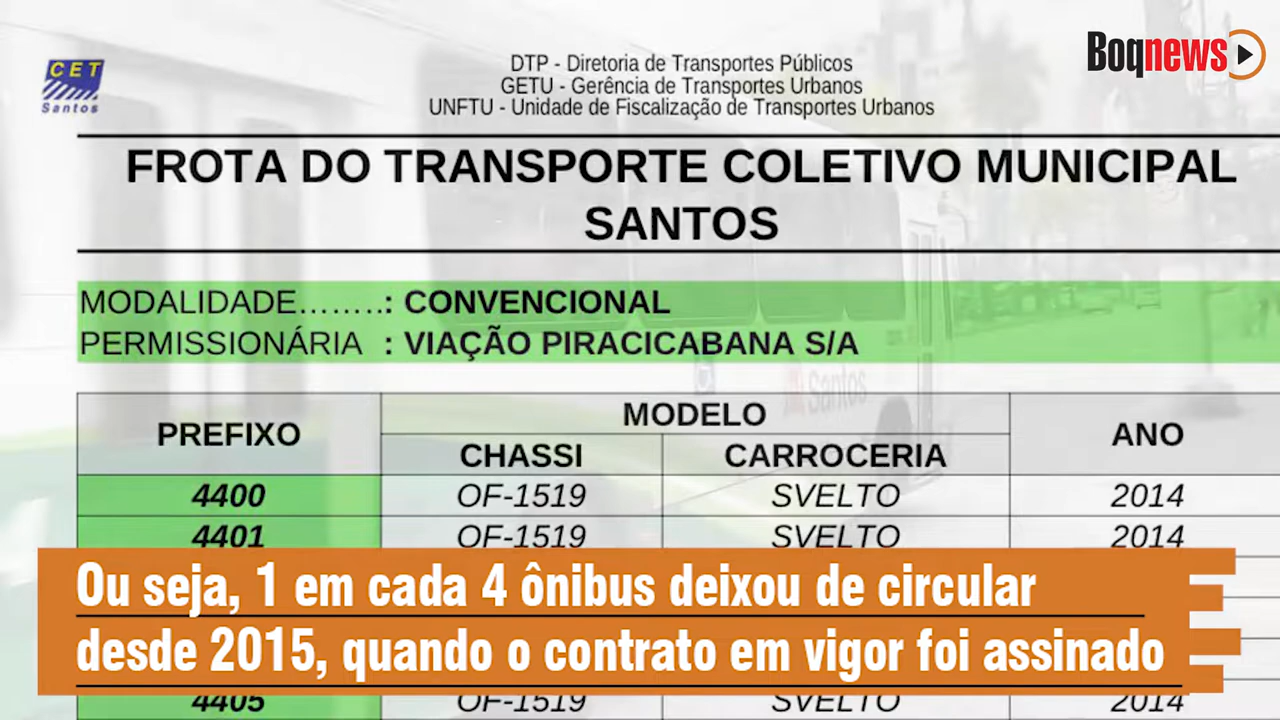 CET
Santos
DTP - Diretoria de Transportes Públicos
GETU - Gerência de Transportes Urbanos
UNFTU - Unidade de Fiscalização de Transportes Urbanos
Boqnews
FROTA DO TRANSPORTE COLETIVO MUNICIPAL
SANTOS
MODALIDADE........: CONVENCIONAL
PERMISSIONÁRIA : VIAÇÃO PIRACICABANA S/A
Santos
PREFIXO MODELO ANO
CHASSI CARROCERIA
4400 OF-1519 SVELTO 2014
4401 OF-1519 SVELTO 2014
Ou seja, 1 em cada 4 ônibus deixou de circular
desde 2015, quando o contrato em vigor foi assinado
4405 OF-1519 SVELTO 2014